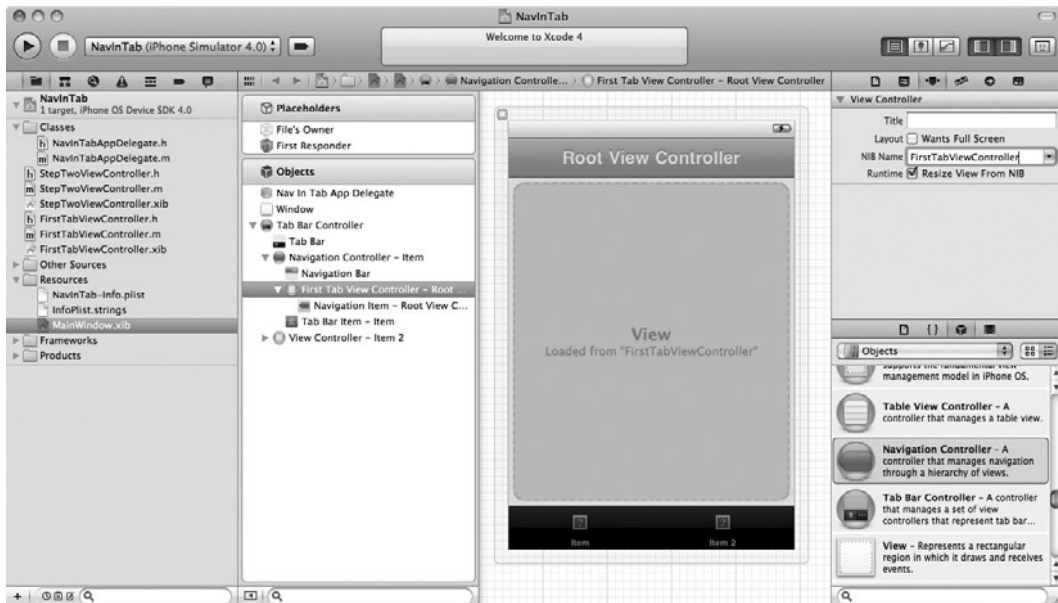 NavInTab
NavInTab (iPhone Simulator 4.0)
Welcome to Xcode 4
Navigation Controlle...
First Tab View Controller - Root View Controller
NavInTab
1 target, iPhone OS Device SDK 4.0
Classes
h NavInTabAppDelegate.h
m NavInTabAppDelegate.m
h StepTwoViewController.h
m StepTwoViewController.m
StepTwoViewController.xib
h FirstTabViewController.h
m FirstTabViewController.m
FirstTabViewController.xib
Other Sources
Resources
NavInTab-Info.plist
InfoPlist.strings
MainWindow.xib
Frameworks
Products
Placeholders
File's Owner
First Responder
Objects
Nav In Tab App Delegate
Window
Tab Bar Controller
Tab Bar
Navigation Controller - Item
Navigation Bar
First Tab View Controller - Root ...
Navigation Item - Root View C...
Tab Bar Item - Item
View Controller - Item 2
Root View Controller
View
Loaded from "FirstTabViewController"
Item
Item 2
View Controller
Title
Layout Wants Full Screen
NIB Name FirstTabViewController
Runtime Resize View From NIB
Objects
supports the fundamental view
management model in iPhone OS.
Table View Controller - A
controller that manages a table view.
Navigation Controller - A
controller that manages navigation
through a hierarchy of views.
Tab Bar Controller - A controller
that manages a set of view
controllers that represent tab bar...
View - Represents a rectangular
region in which it draws and receives
events.